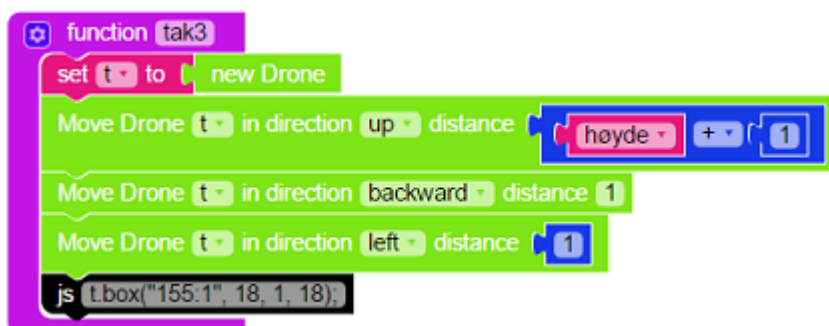 function tak3
set t to new Drone
Move Drone t in direction up distance høyde + 1
Move Drone t in direction backward distance 1
Move Drone t in direction left distance 1
js t.box("155:1", 18, 1, 18);